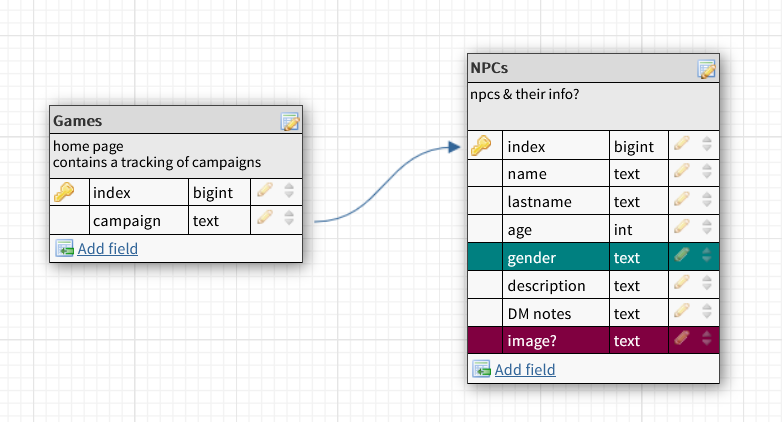 Games
home page
contains a tracking of campaigns
index bigint
campaign text
Add field
NPCs
npcs & their info?
index bigint
name text
lastname text
age int
gender text
description text
DM notes text
image? text
Add field